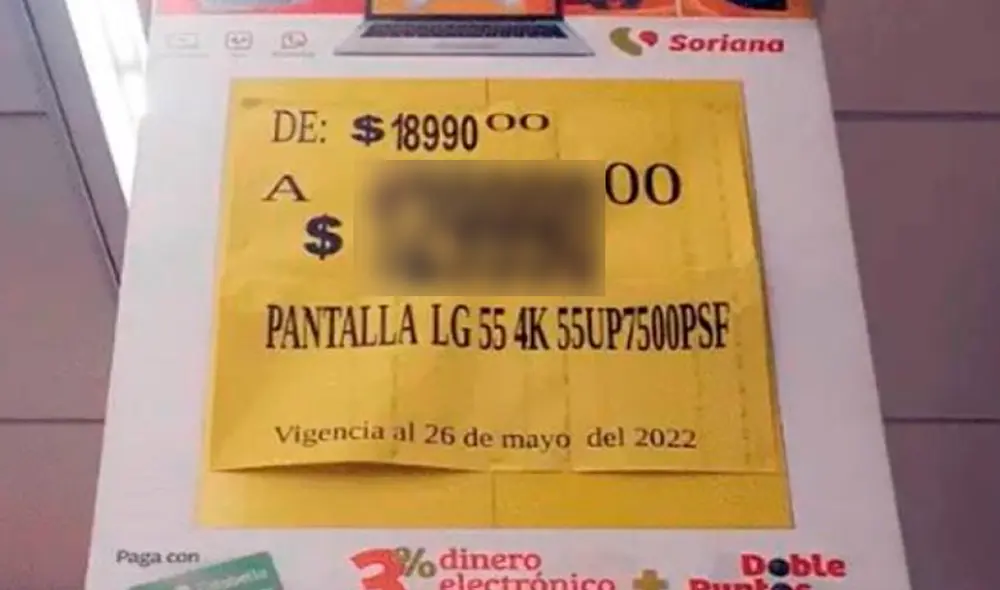 Soriana
DE: $18990 00
A
$ 00
PANTALLA LG 55 4K 55UP7500PSF
Vigencia al 26 de mayo del 2022
Paga con
3% dinero
electrónico + Doble
Puntos